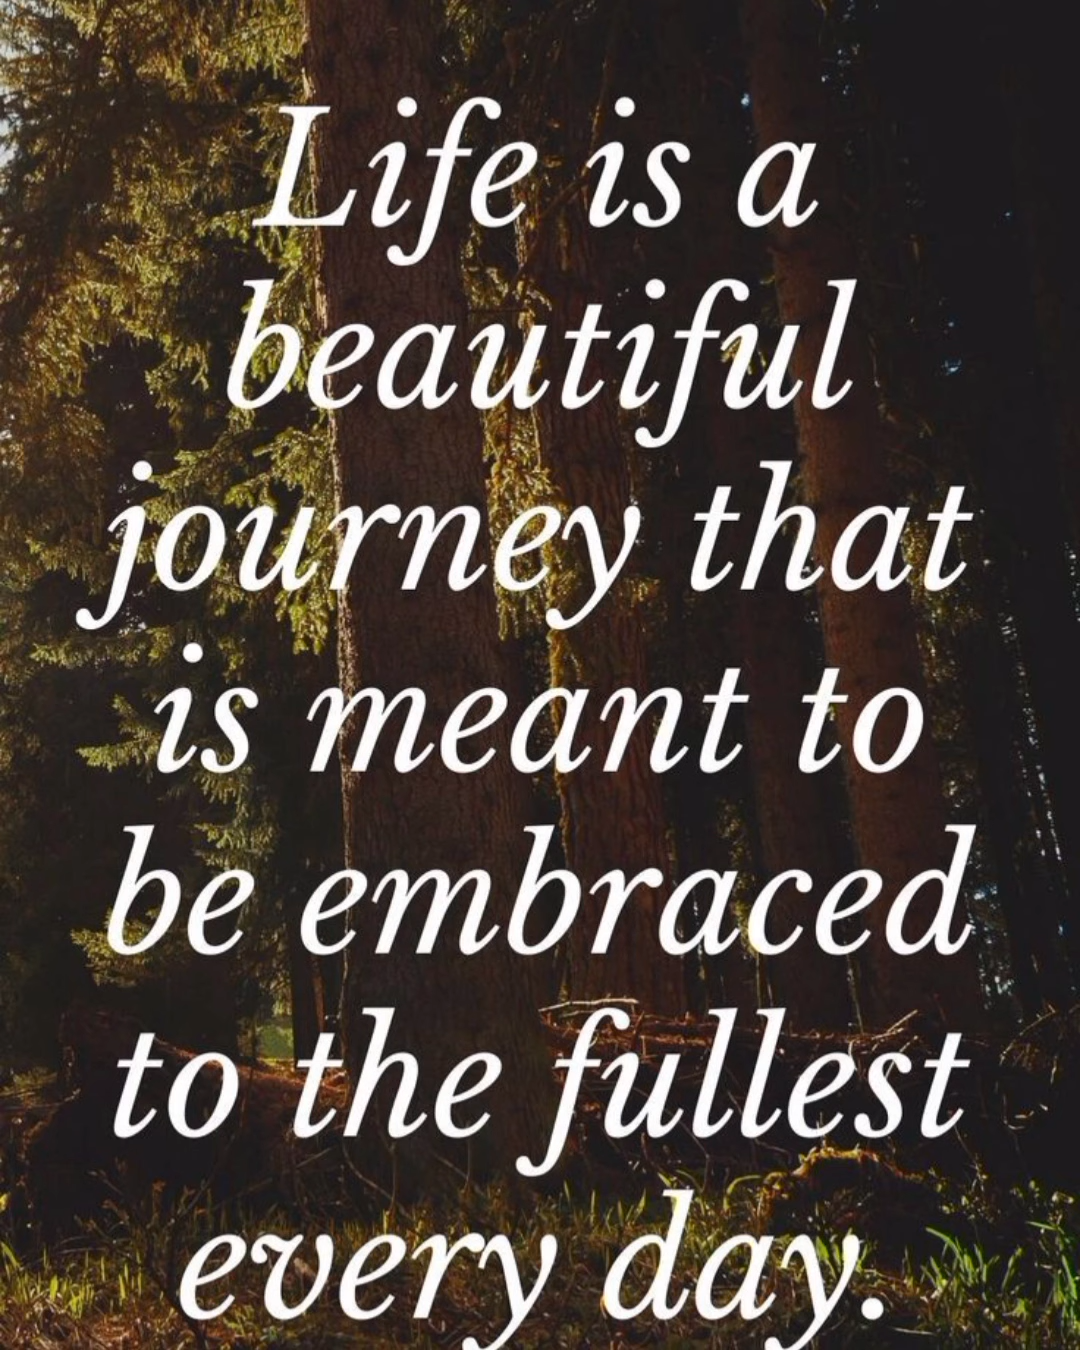 Life is a
beautiful
journey that
is meant to
be embraced
to the fullest
every day.